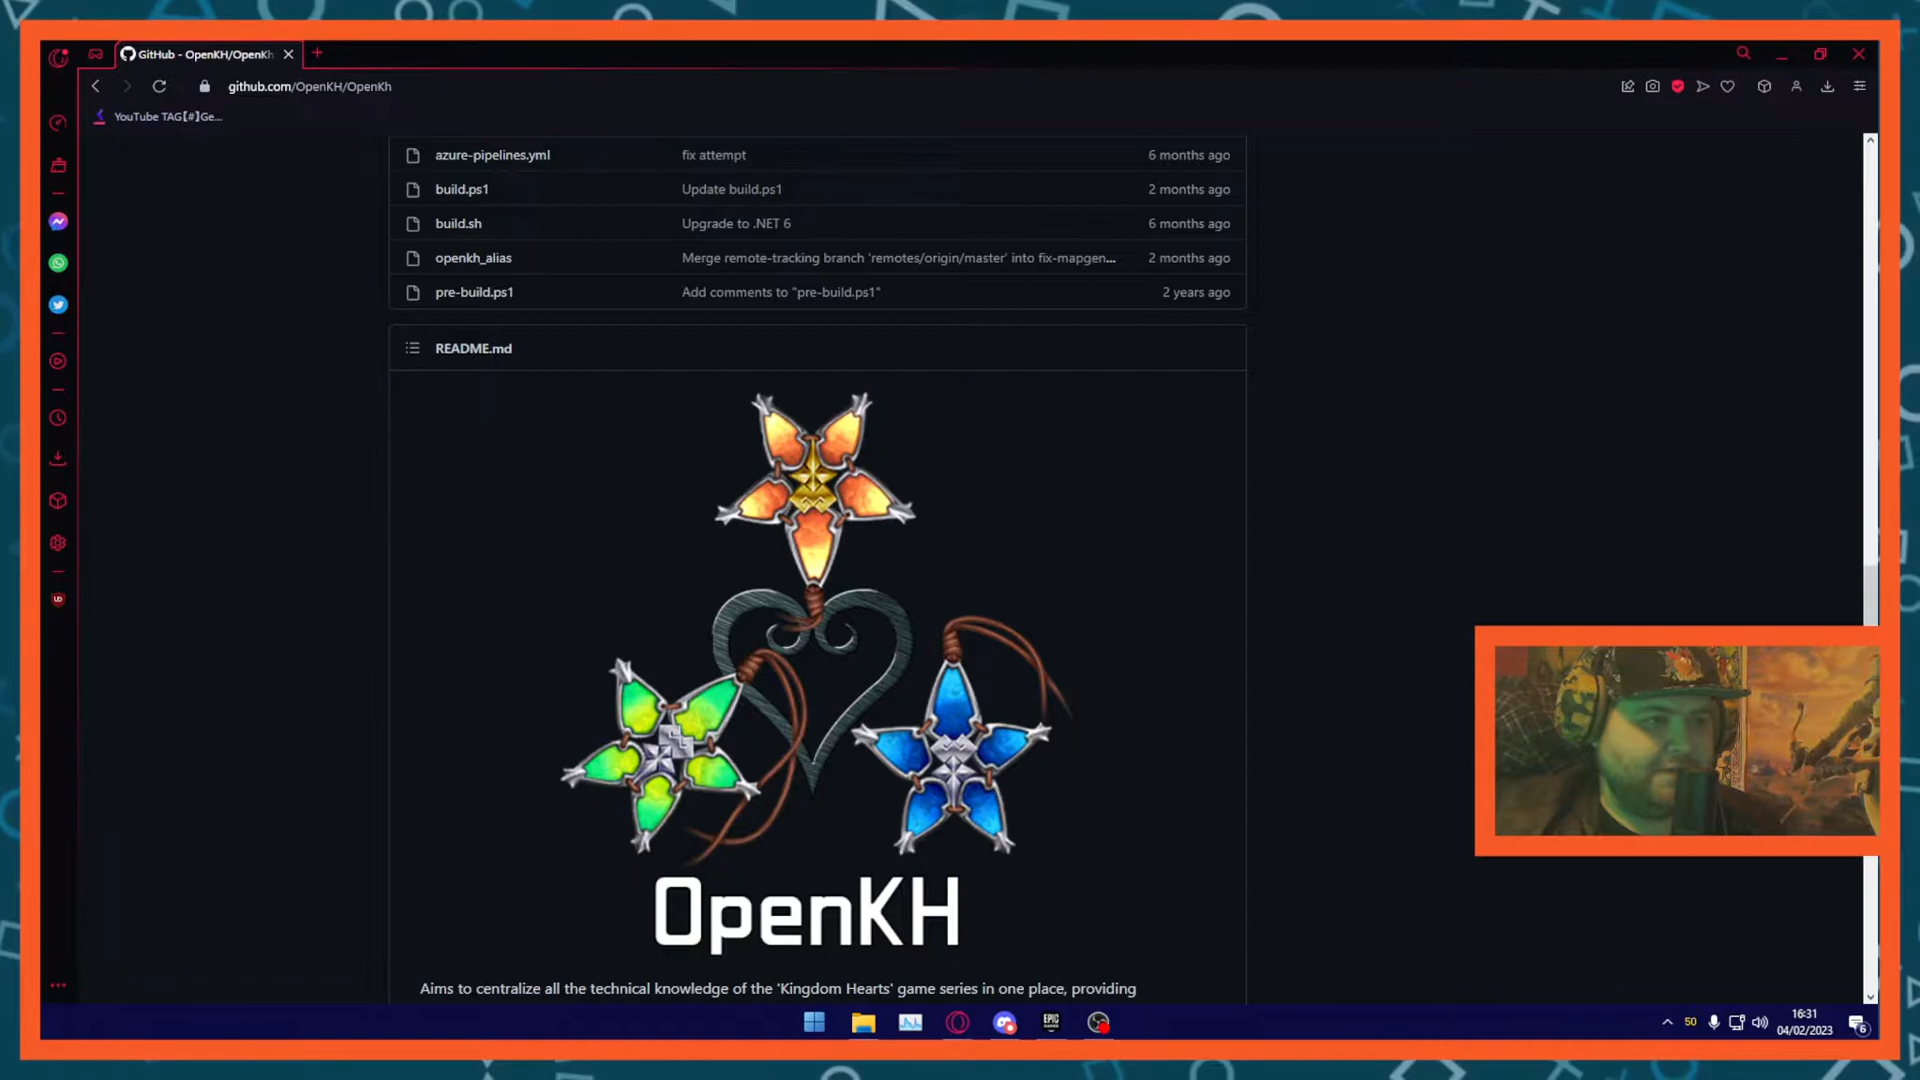 GitHub - OpenKH/OpenKh
github.com/OpenKH/OpenKh
YouTube TAG【#】Ge...
azure-pipelines.yml fix attempt 6 months ago
build.ps1 Update build.ps1 2 months ago
build.sh Upgrade to .NET 6 6 months ago
openkh_alias Merge remote-tracking branch 'remotes/origin/master' into fix-mapgen... 2 months ago
pre-build.ps1 Add comments to "pre-build.ps1" 2 years ago
README.md
OpenKH
Aims to centralize all the technical knowledge of the 'Kingdom Hearts' game series in one place, providing
EPIC
GAMES
50
16:31
04/02/2023
6